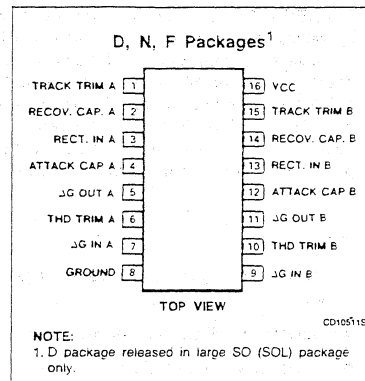 D, N, F Packages1
TRACK TRIM A 1
RECOV. CAP. A 2
RECT. IN A 3
ATTACK CAP A 4
ΔG OUT A 5
THD TRIM A 6
ΔG IN A 7
GROUND 8
16 VCC
15 TRACK TRIM B
14 RECOV. CAP. B
13 RECT. IN B
12 ATTACK CAP B
11 ΔG OUT B
10 THD TRIM B
9 ΔG IN B
TOP VIEW
CD10511S
NOTE:
1. D package released in large SO (SOL) package
only.